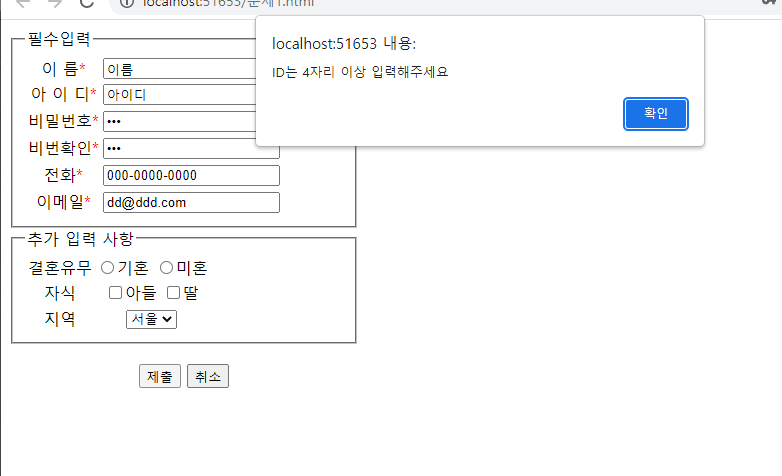 localhost:51653/문제1.html
localhost:51653 내용:
ID는 4자리 이상 입력해주세요
확인
필수입력
이 름* 이름
아 이 디* 아이디
비밀번호* •••
비번확인* •••
전화* 000-0000-0000
이메일* dd@ddd.com
추가 입력 사항
결혼유무 기혼 미혼
자식 아들 딸
지역 서울
제출 취소